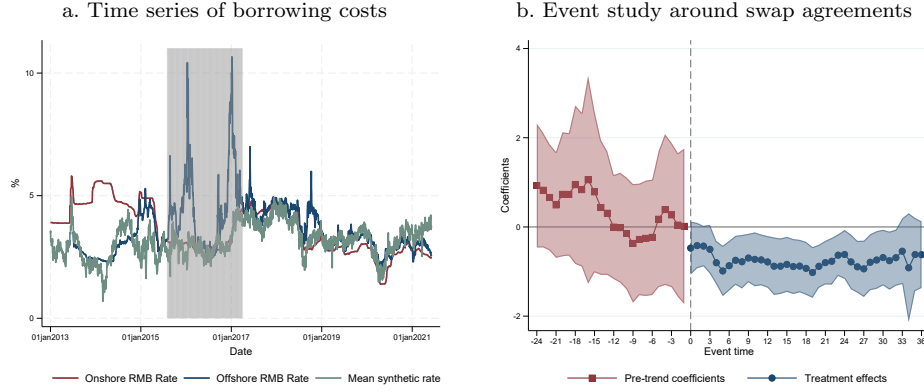 a. Time series of borrowing costs
10
5
0
%
01jan2013
01jan2015
01jan2017
01jan2019
01jan2021
Date
Onshore RMB Rate
Offshore RMB Rate
Mean synthetic rate
b. Event study around swap agreements
4
2
0
-2
Coefficients
-24 -21 -18 -15 -12 -9 -6 -3 0 3 6 9 12 15 18 21 24 27 30 33 36
Event time
Pre-trend coefficients
Treatment effects